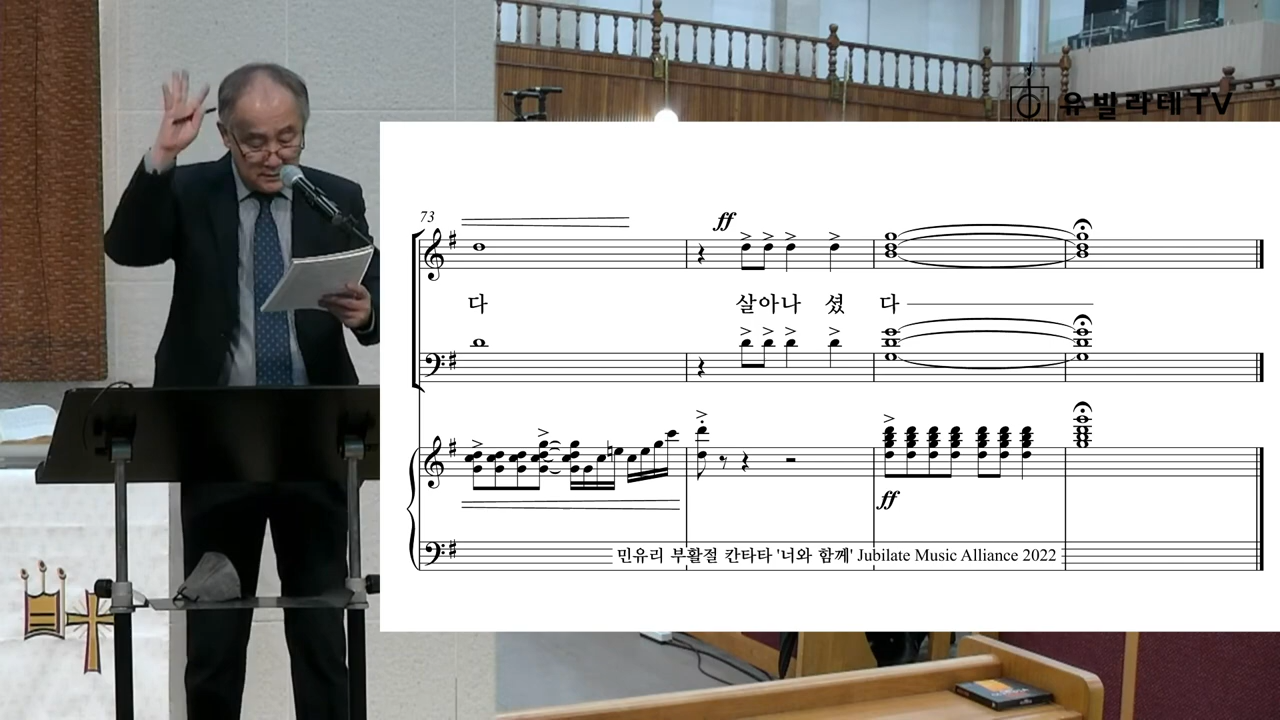 유빌라테TV
73
ff
다 살아나 셨 다
ff
민유리 부활절 칸타타 '너와 함께' Jubilate Music Alliance 2022